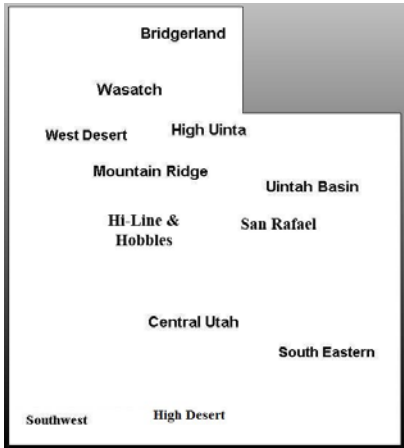 Bridgerland
Wasatch
High Uinta
West Desert
Mountain Ridge
Uintah Basin
Hi-Line &
Hobbles
San Rafael
Central Utah
South Eastern
High Desert
Southwest